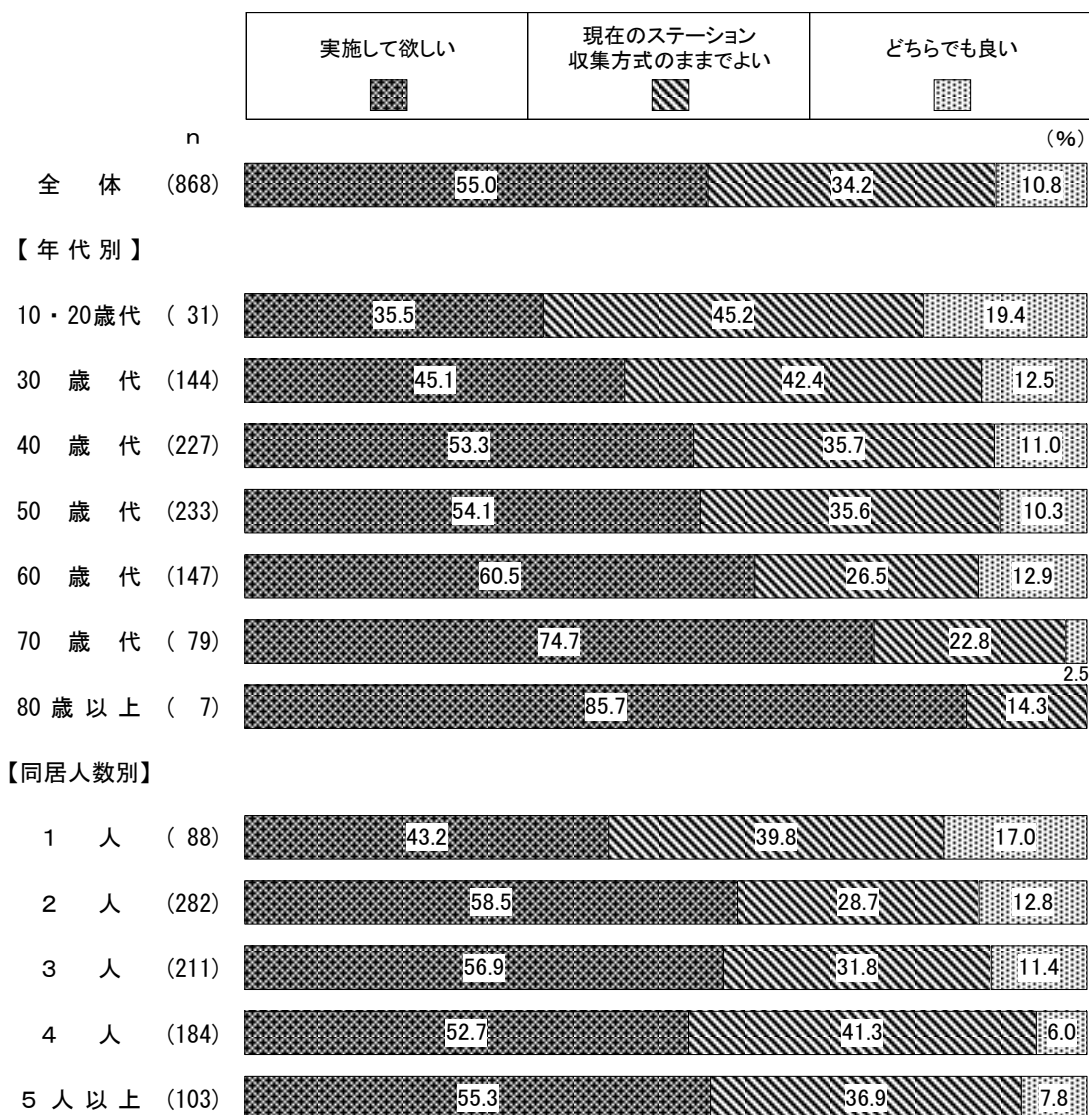 実施して欲しい
現在のステーション
収集方式のままでよい
どちらでも良い
n
(%)
全 体 (868) 55.0 34.2 10.8
【年代別】
10・20歳代 ( 31) 35.5 45.2 19.4
30 歳 代 (144) 45.1 42.4 12.5
40 歳 代 (227) 53.3 35.7 11.0
50 歳 代 (233) 54.1 35.6 10.3
60 歳 代 (147) 60.5 26.5 12.9
70 歳 代 ( 79) 74.7 22.8
2.5
80 歳 以 上 ( 7) 85.7 14.3
【同居人数別】
1 人 ( 88) 43.2 39.8 17.0
2 人 (282) 58.5 28.7 12.8
3 人 (211) 56.9 31.8 11.4
4 人 (184) 52.7 41.3 6.0
5 人 以 上 (103) 55.3 36.9 7.8